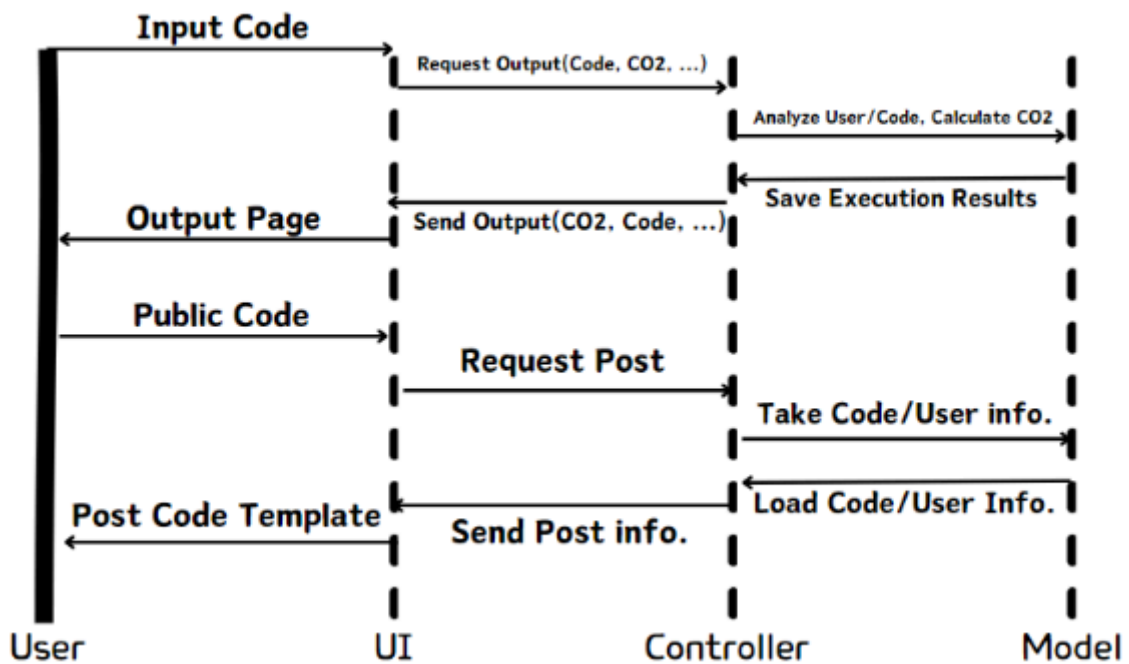 Input Code
Request Output(Code, CO2, ...)
Analyze User/Code, Calculate CO2
Save Execution Results
Send Output(CO2, Code, ...)
Output Page
Public Code
Request Post
Take Code/User info.
Load Code/User Info.
Send Post info.
Post Code Template
User
UI
Controller
Model